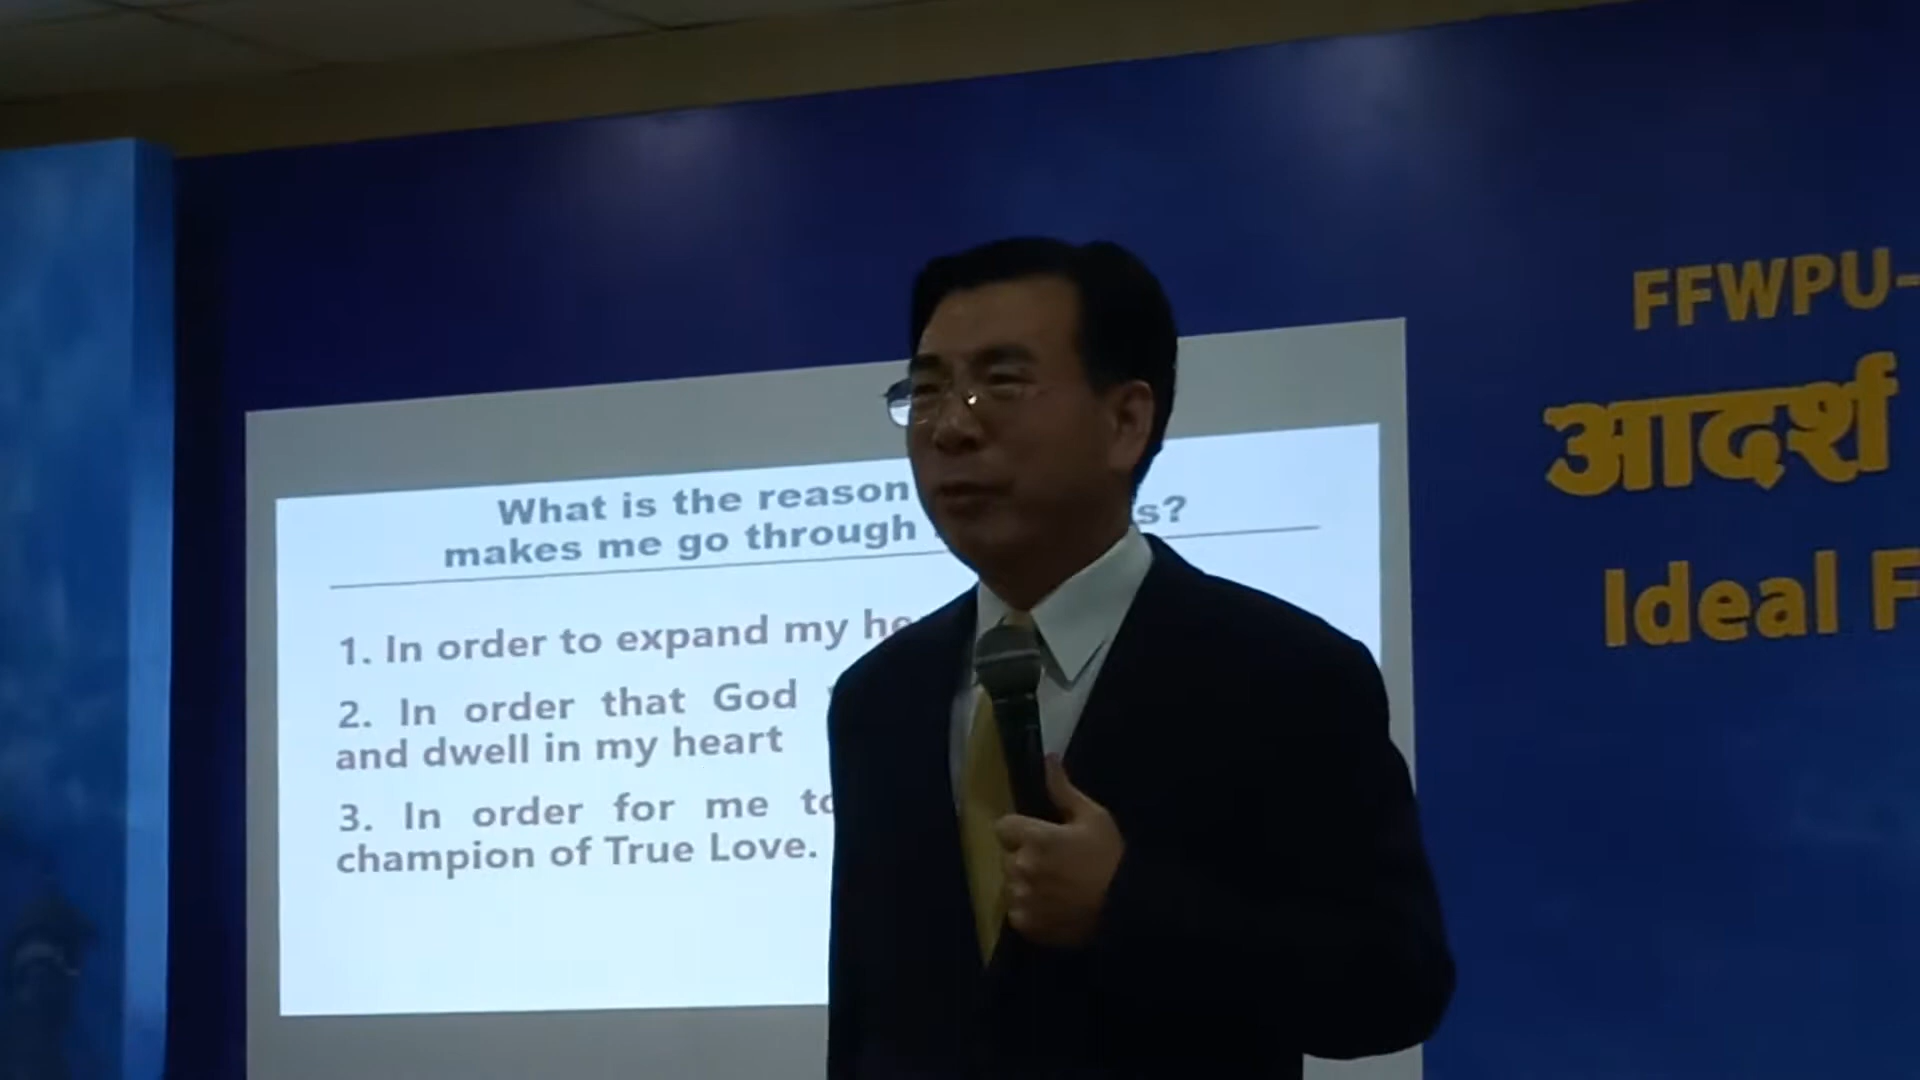 What is the reason
makes me go through s?
1. In order to expand my he
2. In order that God
and dwell in my heart
3. In order for me to
champion of True Love.
FFWPU-
आदर्श
Ideal F